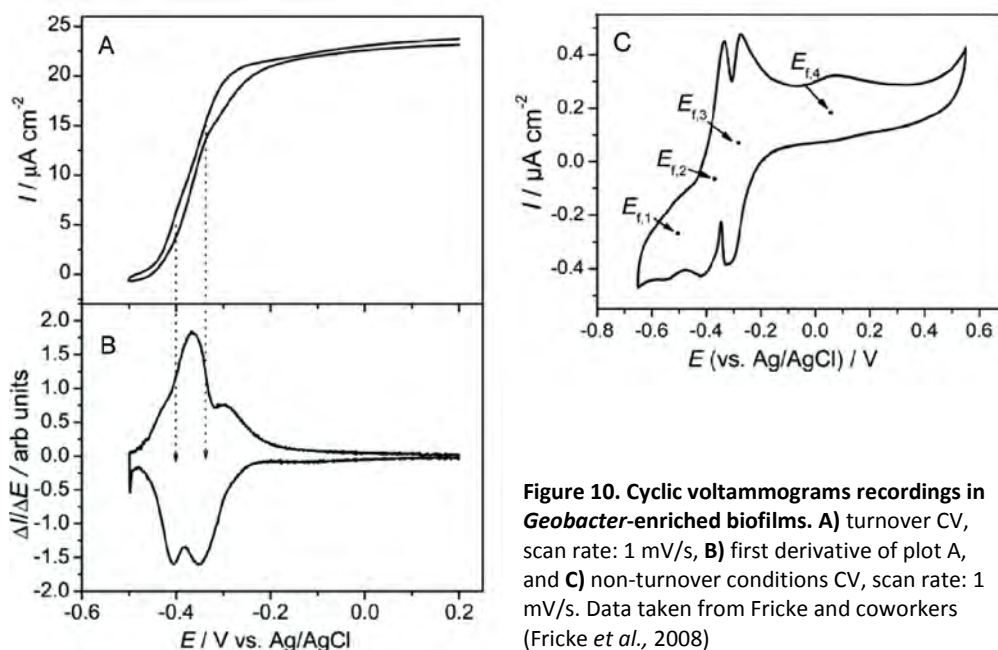 A
25
20
15
10
5
0
I / µA cm⁻²
B
2.0
1.5
1.0
0.5
0.0
-0.5
-1.0
-1.5
-2.0
ΔI/ΔE / arb units
-0.6 -0.4 -0.2 0.0 0.2
E / V vs. Ag/AgCl
C
0.4
0.2
0.0
-0.2
-0.4
I / µA cm⁻²
Ef,4
Ef,3
Ef,2
Ef,1
-0.8 -0.6 -0.4 -0.2 0.0 0.2 0.4 0.6
E (vs. Ag/AgCl) / V
Figure 10. Cyclic voltammograms recordings in
Geobacter-enriched biofilms. A) turnover CV,
scan rate: 1 mV/s, B) first derivative of plot A,
and C) non-turnover conditions CV, scan rate: 1
mV/s. Data taken from Fricke and coworkers
(Fricke et al., 2008)